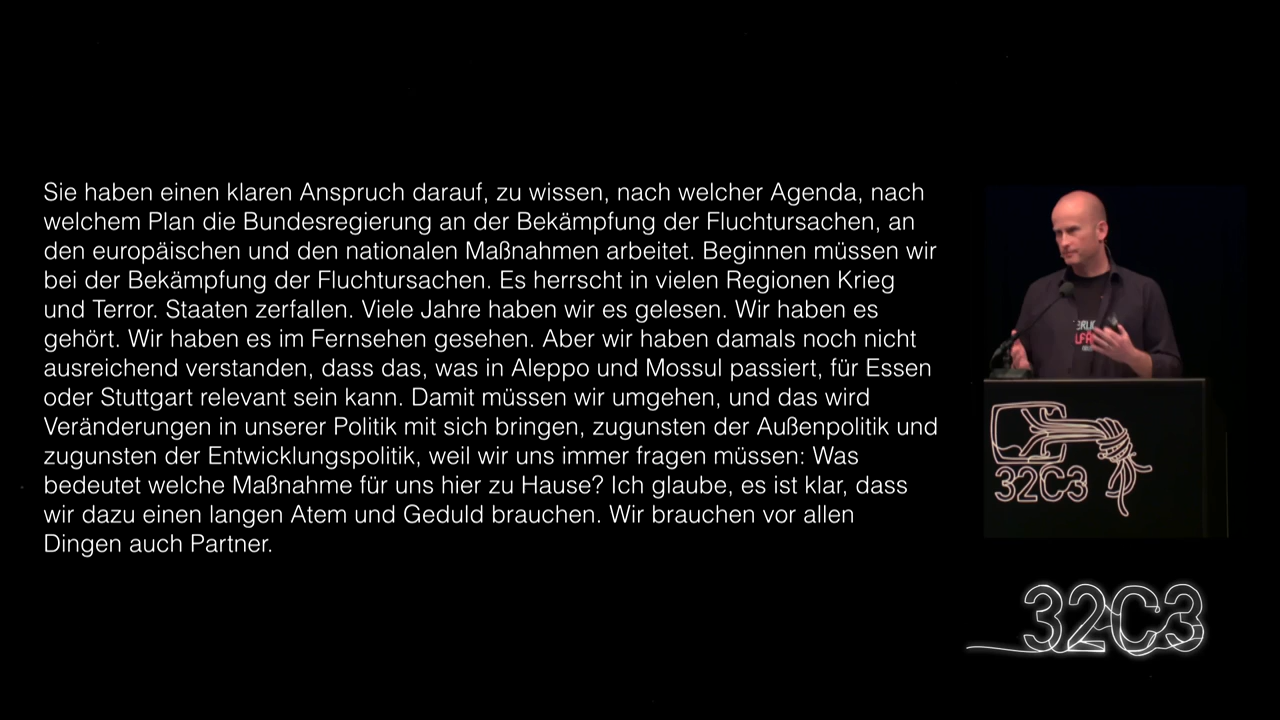 Sie haben einen klaren Anspruch darauf, zu wissen, nach welcher Agenda, nach
welchem Plan die Bundesregierung an der Bekämpfung der Fluchtursachen, an
den europäischen und den nationalen Maßnahmen arbeitet. Beginnen müssen wir
bei der Bekämpfung der Fluchtursachen. Es herrscht in vielen Regionen Krieg
und Terror. Staaten zerfallen. Viele Jahre haben wir es gelesen. Wir haben es
gehört. Wir haben es im Fernsehen gesehen. Aber wir haben damals noch nicht
ausreichend verstanden, dass das, was in Aleppo und Mossul passiert, für Essen
oder Stuttgart relevant sein kann. Damit müssen wir umgehen, und das wird
Veränderungen in unserer Politik mit sich bringen, zugunsten der Außenpolitik und
zugunsten der Entwicklungspolitik, weil wir uns immer fragen müssen: Was
bedeutet welche Maßnahme für uns hier zu Hause? Ich glaube, es ist klar, dass
wir dazu einen langen Atem und Geduld brauchen. Wir brauchen vor allen
Dingen auch Partner.
32C3
32C3